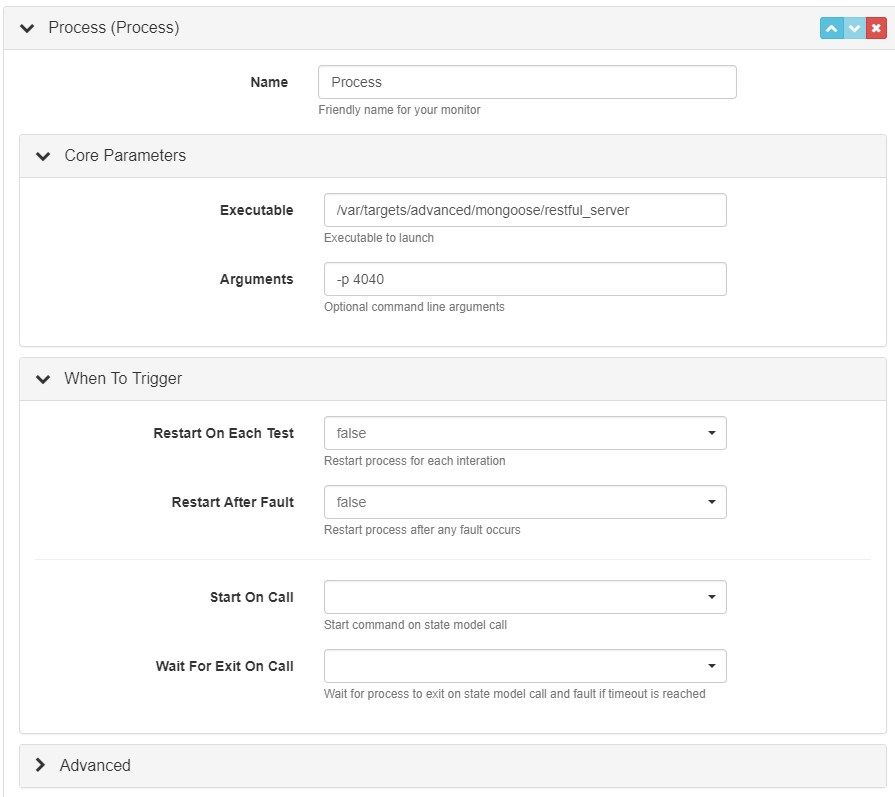 Process (Process)
Name
Process
Friendly name for your monitor
Core Parameters
Executable
/var/targets/advanced/mongoose/restful_server
Executable to launch
Arguments
-p 4040
Optional command line arguments
When To Trigger
Restart On Each Test
false
Restart process for each interation
Restart After Fault
false
Restart process after any fault occurs
Start On Call
Start command on state model call
Wait For Exit On Call
Wait for process to exit on state model call and fault if timeout is reached
Advanced